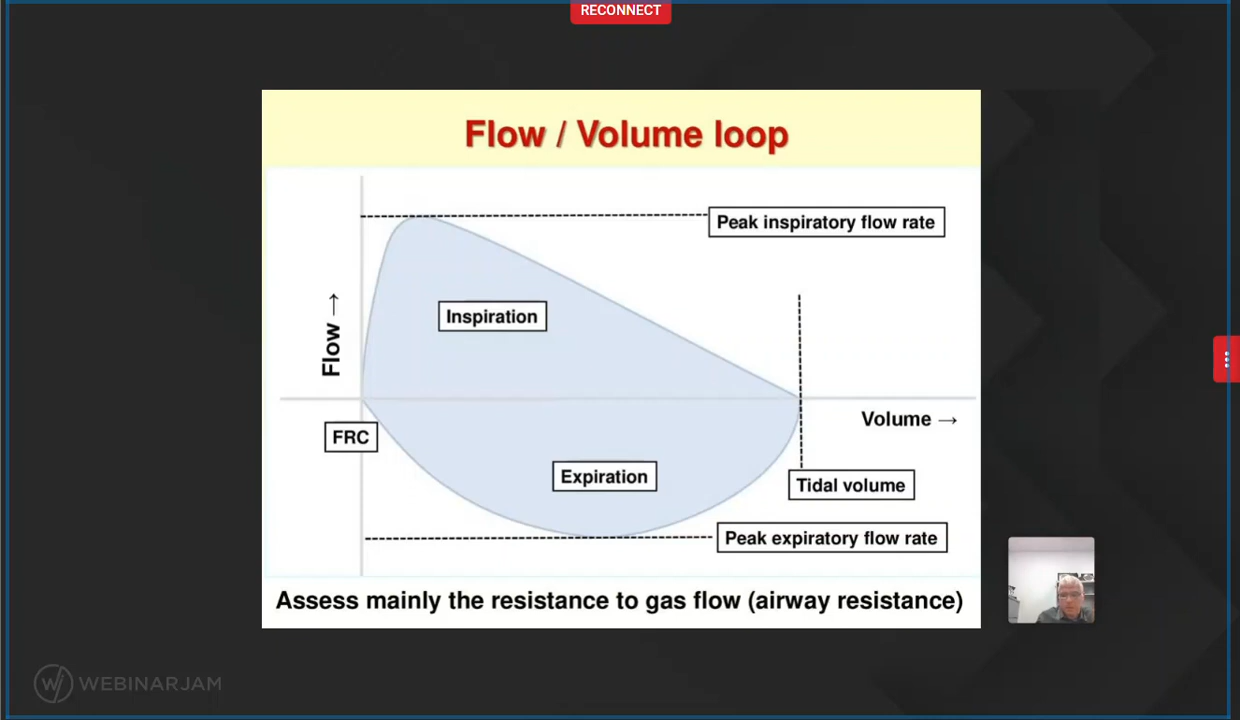 RECONNECT
Flow / Volume loop
Peak inspiratory flow rate
Inspiration
Flow →
Volume →
FRC
Expiration
Tidal volume
Peak expiratory flow rate
Assess mainly the resistance to gas flow (airway resistance)
WEBINARJAM